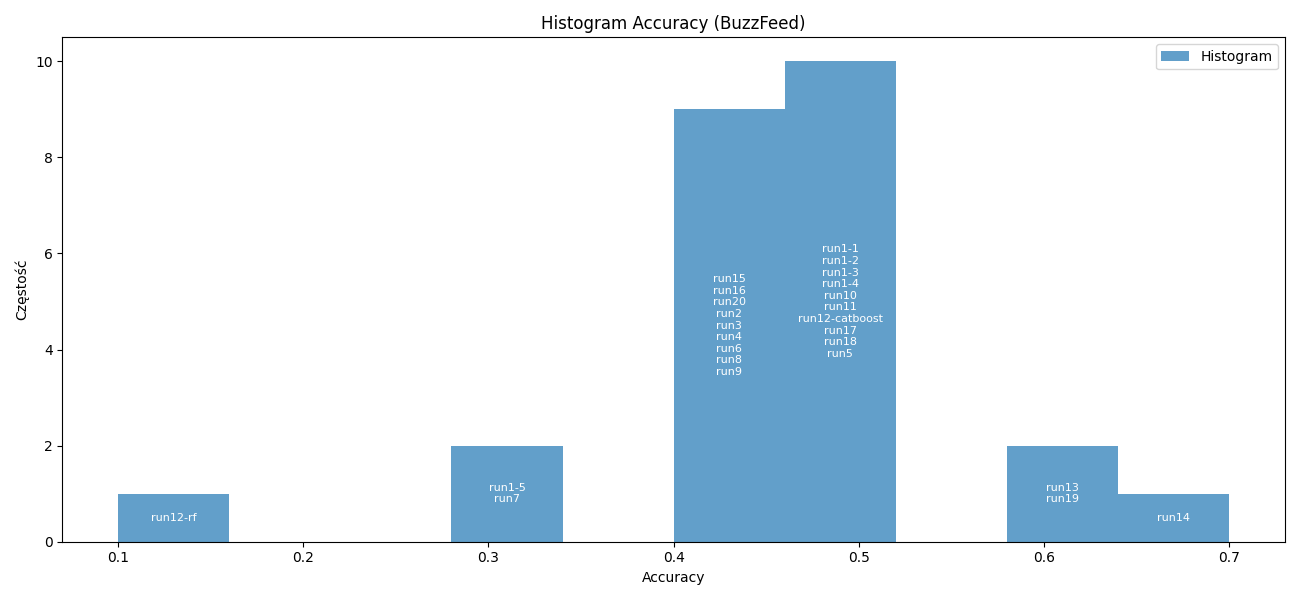 Histogram Accuracy (BuzzFeed)
Histogram
Częstość
10
8
6
4
2
0
run12-rf
run1-5
run7
run15
run16
run20
run2
run3
run4
run6
run8
run9
run1-1
run1-2
run1-3
run1-4
run10
run11
run12-catboost
run17
run18
run5
run13
run19
run14
0.1 0.2 0.3 0.4 0.5 0.6 0.7
Accuracy